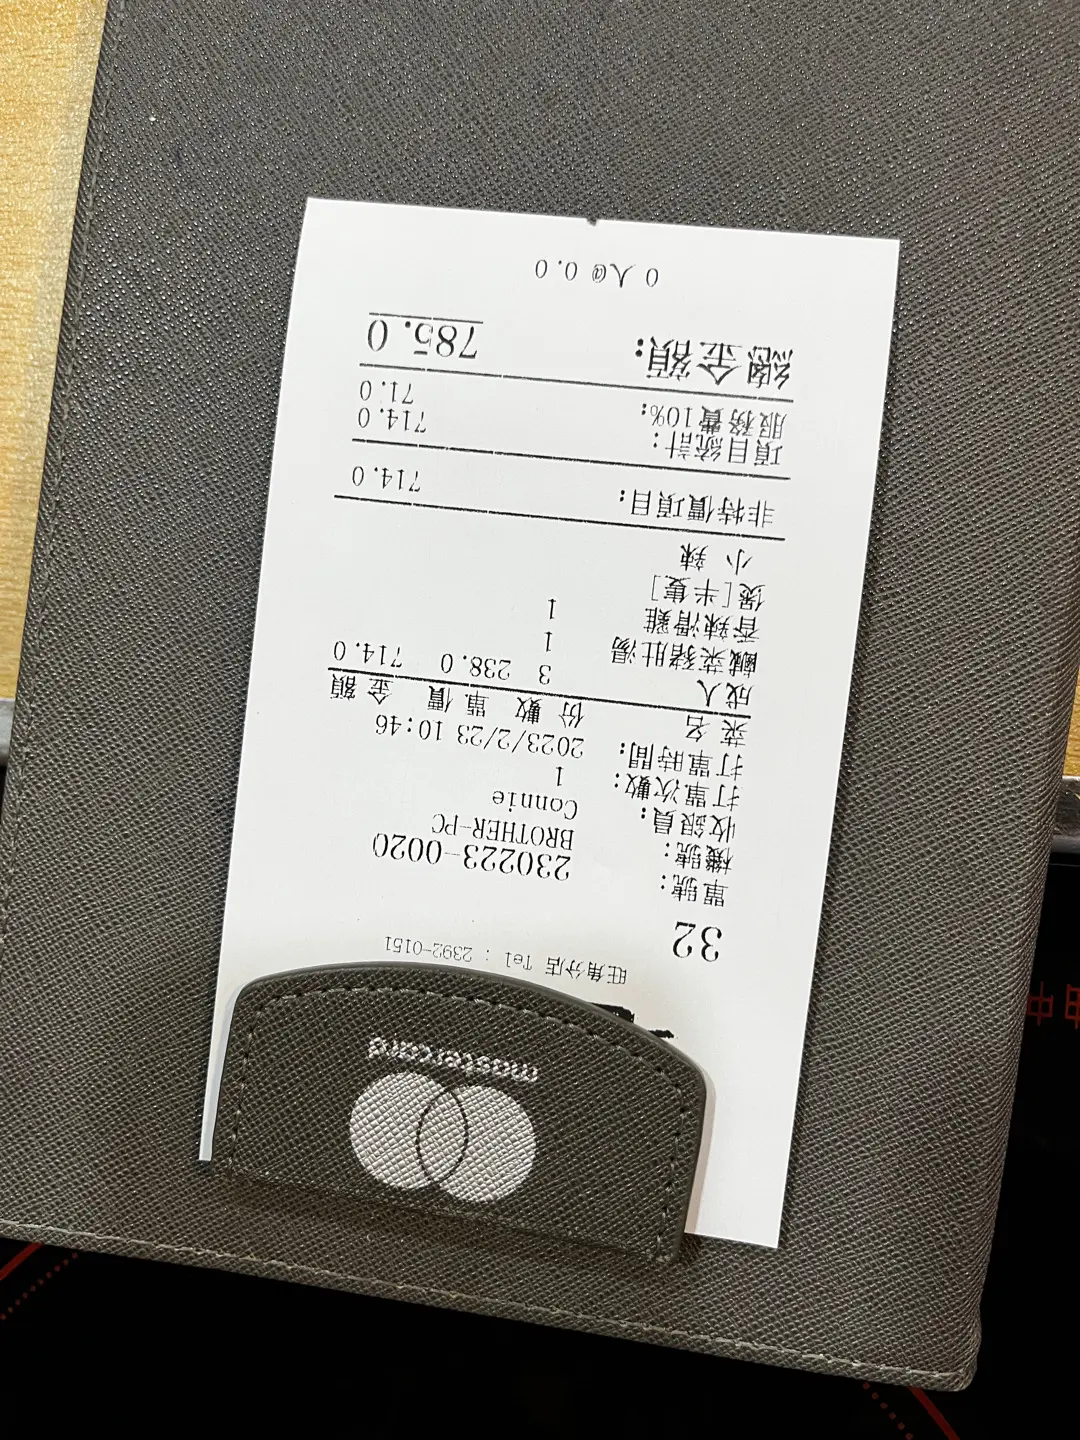 旺角分店 Tel : 2392-0151
32
單號: 230223-0020
機號: BROTHER-PC
收銀員: Connie
打單次數: 1
打單時間: 2023/2/23 10:46
菜名 份數 單價 金額
成人 3 238.0 714.0
鹹菜豬肚湯 1
香辣滑雞 1
煲[半隻]
小辣
非特價項目: 714.0
項目統計: 714.0
服務費10%: 71.0
總金額: 785.0
0 人@ 0.0
mastercard
中